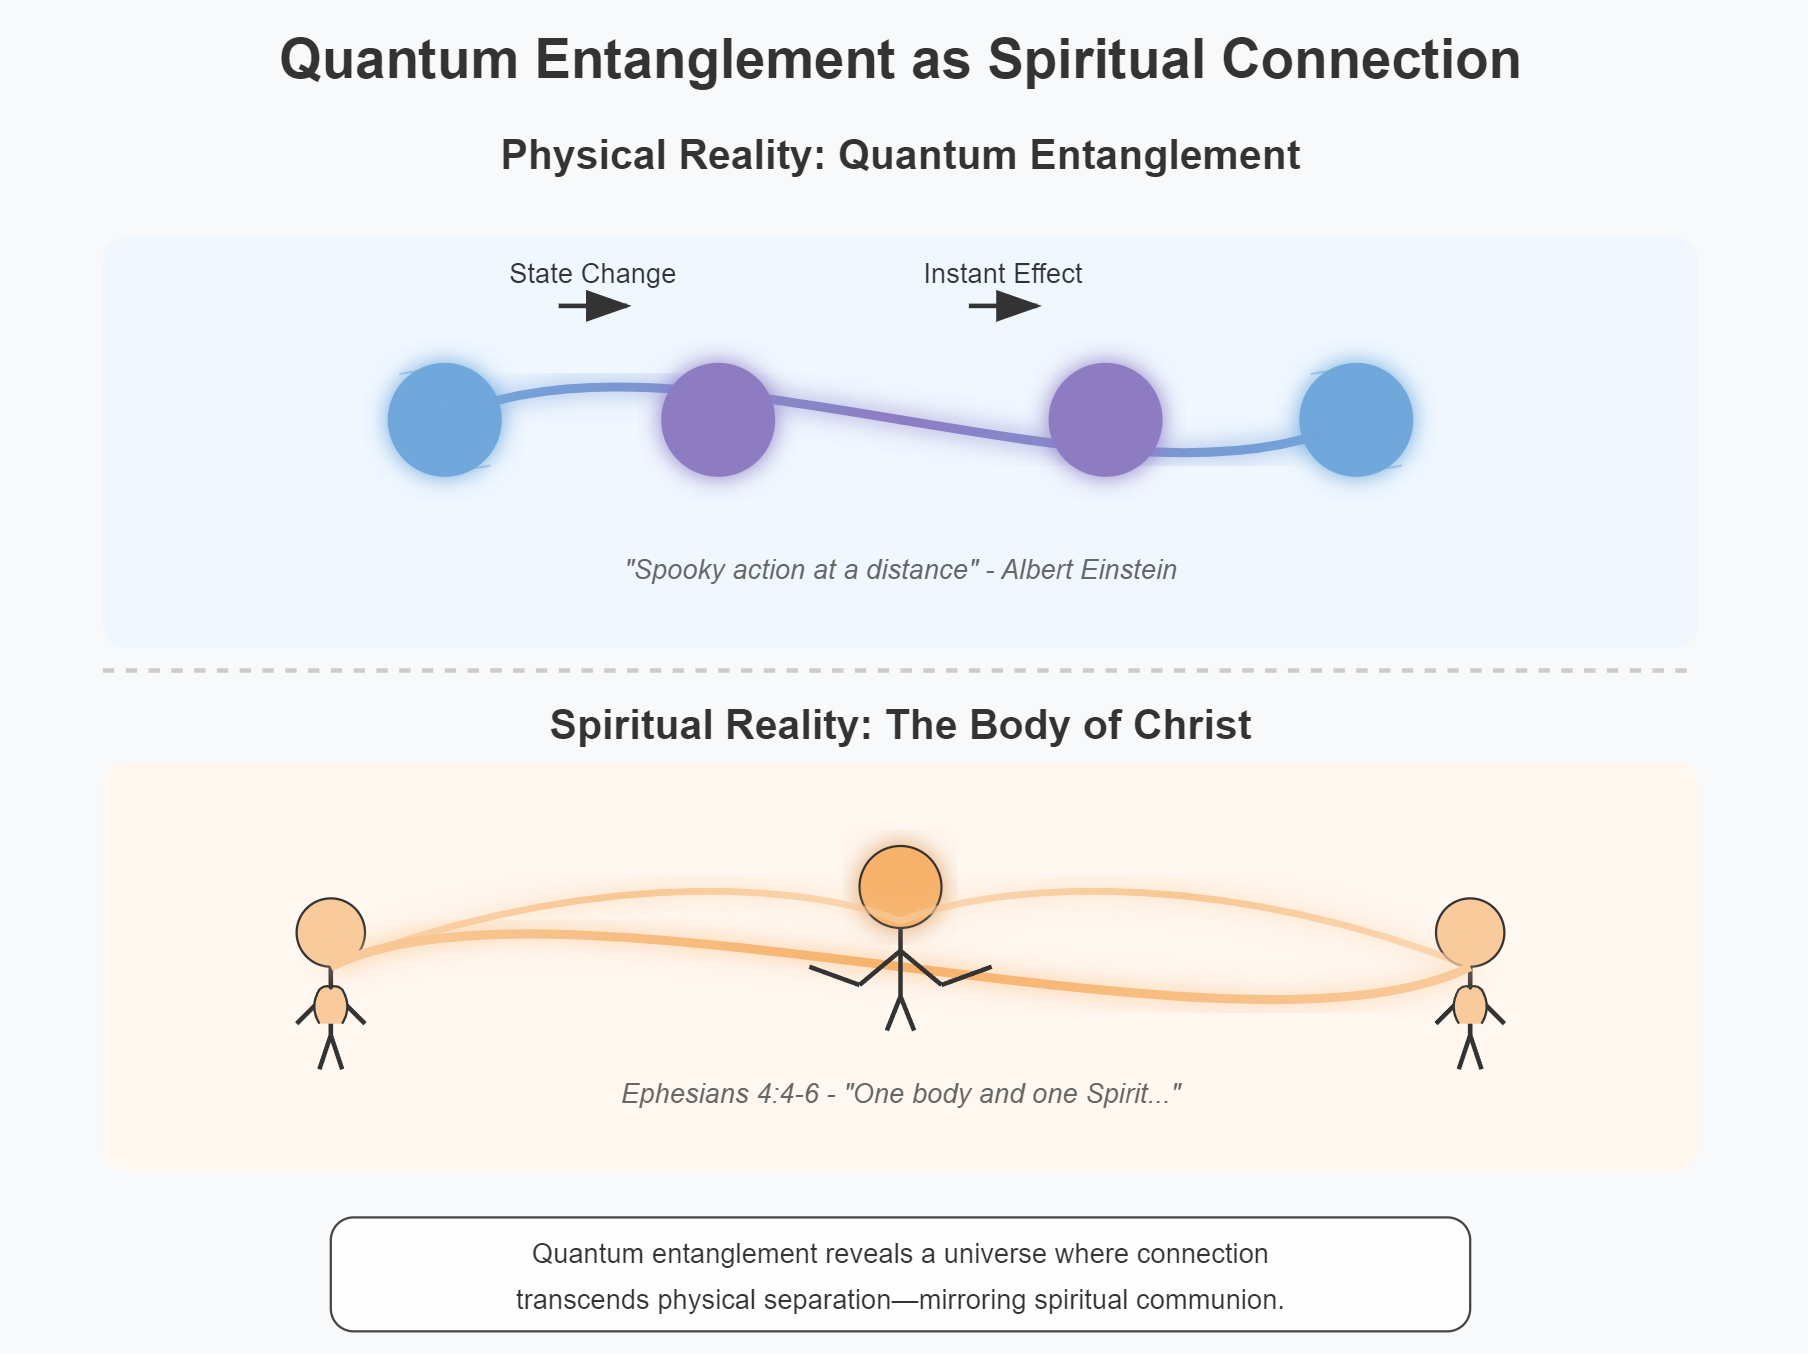 Quantum Entanglement as Spiritual Connection
Physical Reality: Quantum Entanglement
State Change
Instant Effect
"Spooky action at a distance" - Albert Einstein
Spiritual Reality: The Body of Christ
Ephesians 4:4-6 - "One body and one Spirit..."
Quantum entanglement reveals a universe where connection
transcends physical separation—mirroring spiritual communion.